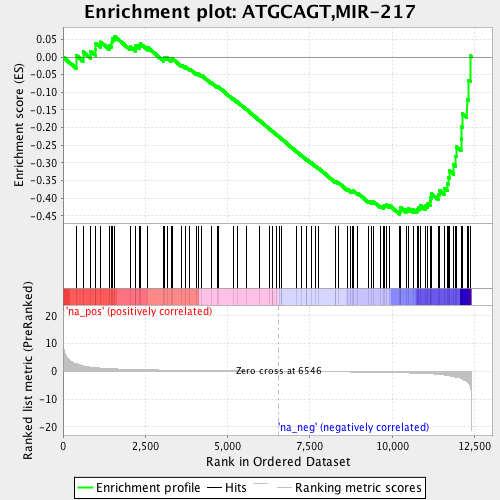 Enrichment plot: ATGCAGT,MIR-217
Enrichment score (ES)
0.05
0.00
-0.05
-0.10
-0.15
-0.20
-0.25
-0.30
-0.35
-0.40
-0.45
'na_pos' (positively correlated)
Ranked list metric (PreRanked)
20
10
0
-10
-20
Zero cross at 6546
'na_neg' (negatively correlated)
0
2,500
5,000
7,500
10,000
12,500
Rank in Ordered Dataset
Enrichment profile
Hits
Ranking metric scores